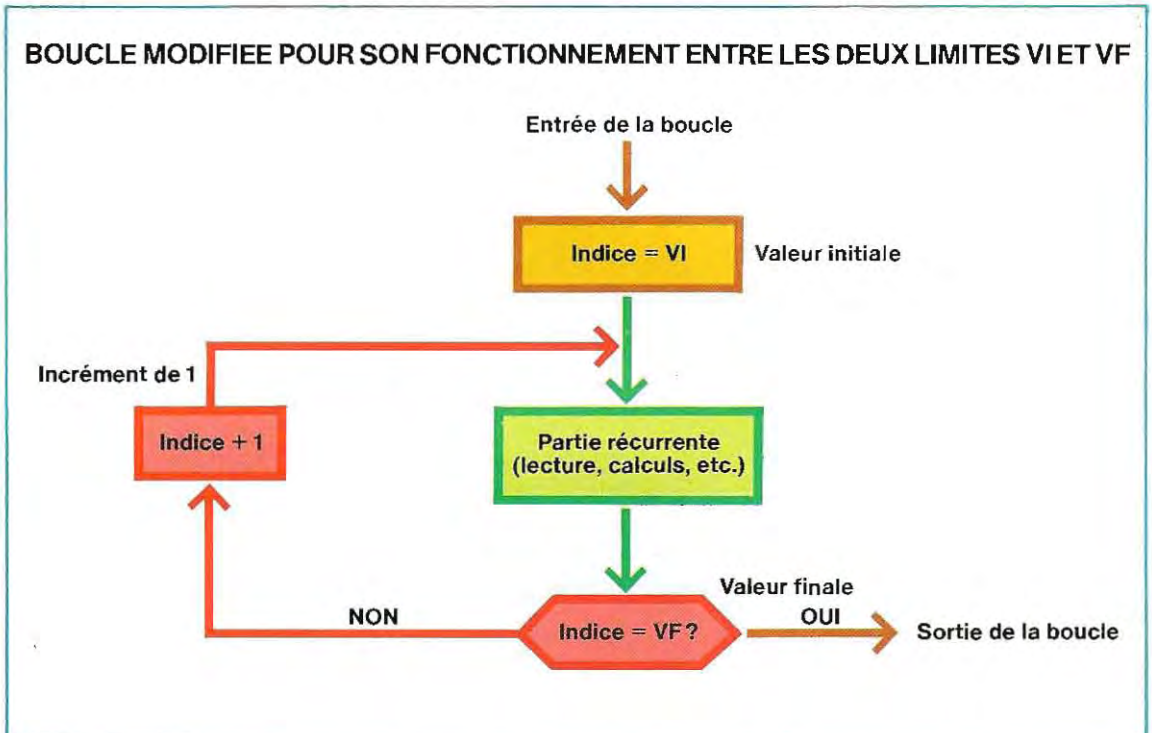 BOUCLE MODIFIEE POUR SON FONCTIONNEMENT ENTRE LES DEUX LIMITES VI ET VF
Entrée de la boucle
Indice = VI
Valeur initiale
Incrément de 1
Indice + 1
Partie récurrente
(lecture, calculs, etc.)
Valeur finale
NON
Indice = VF?
OUI
Sortie de la boucle